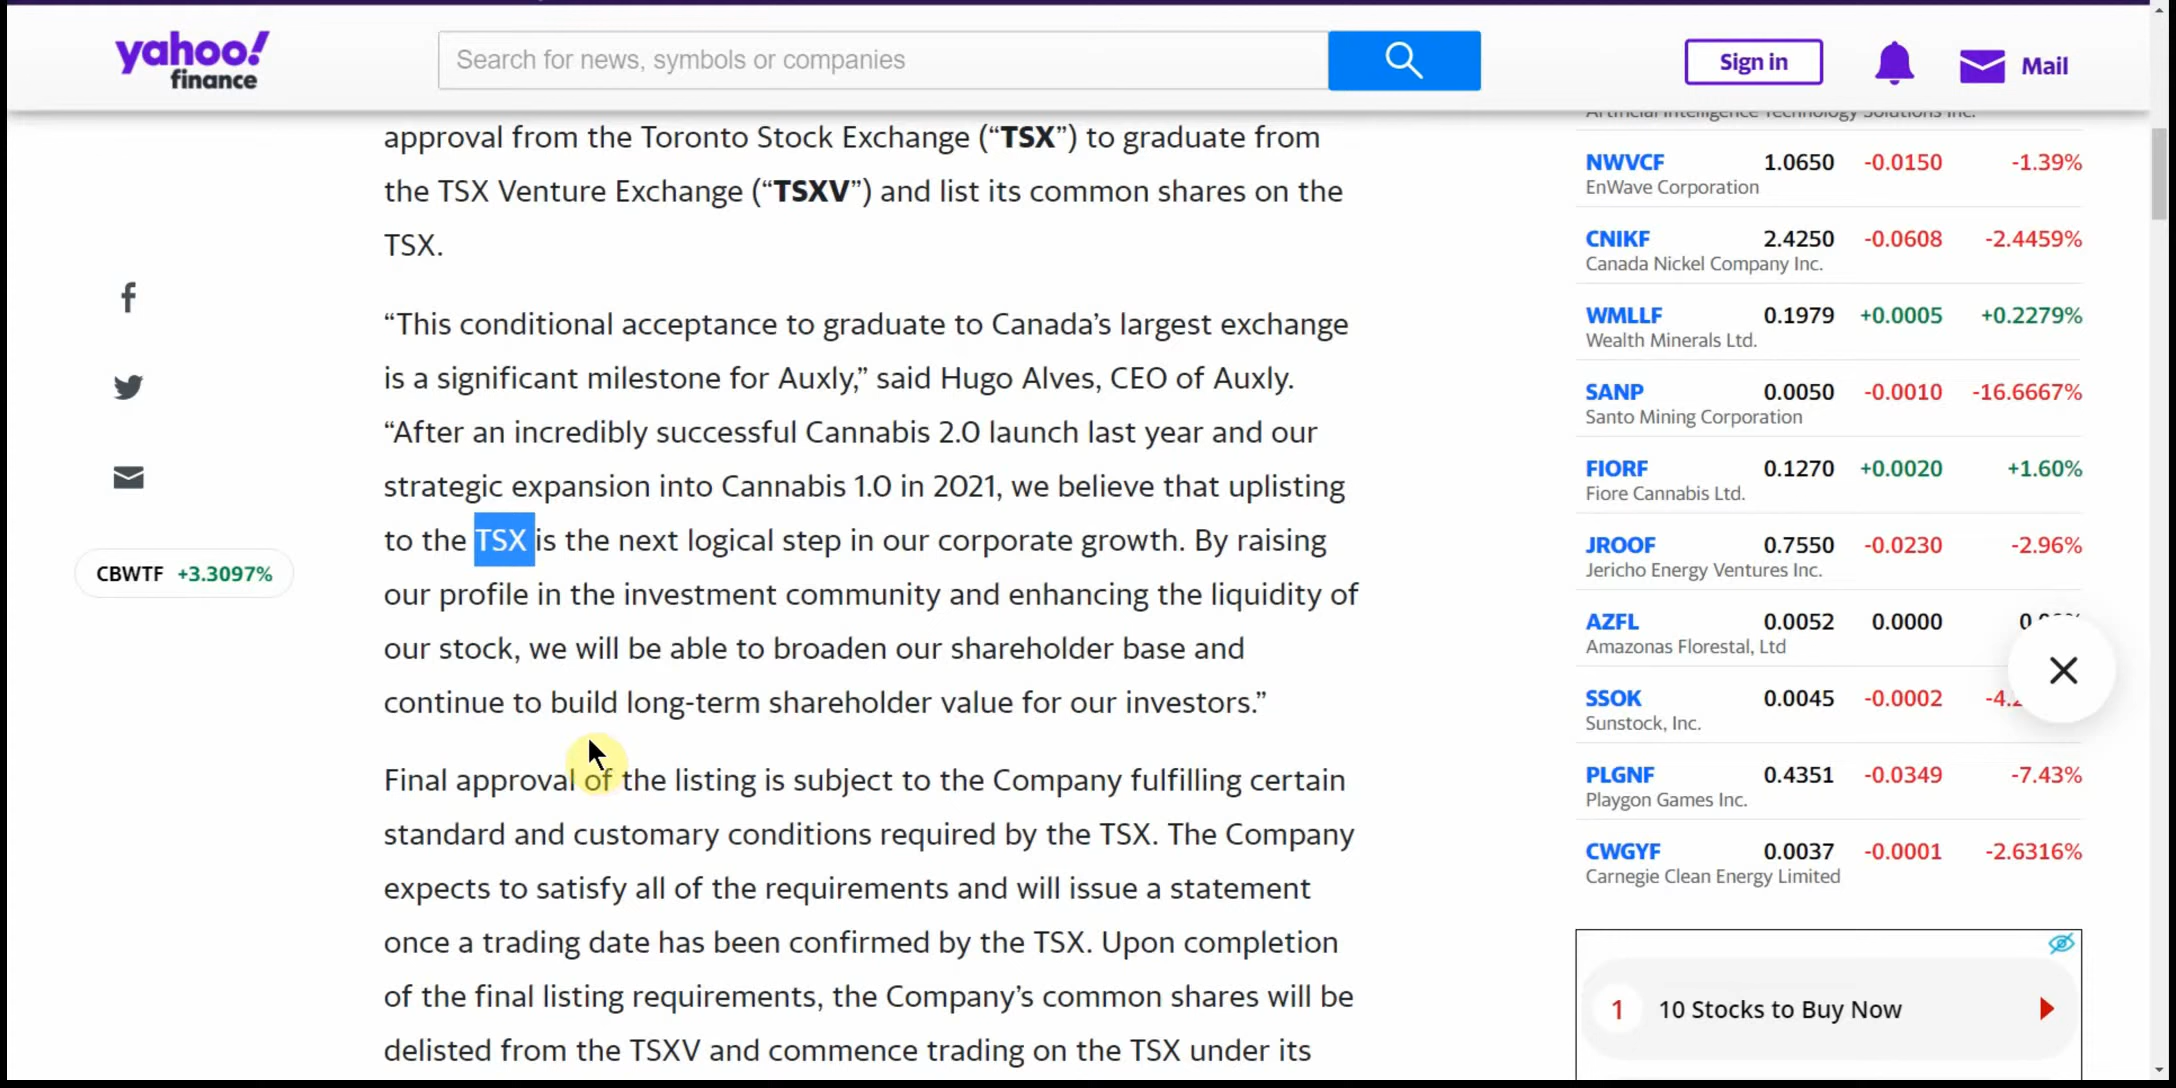 yahoo!
finance
Search for news, symbols or companies
Sign in
Mail
approval from the Toronto Stock Exchange (“TSX”) to graduate from
the TSX Venture Exchange (“TSXV”) and list its common shares on the
TSX.
“This conditional acceptance to graduate to Canada’s largest exchange
is a significant milestone for Auxly,” said Hugo Alves, CEO of Auxly.
“After an incredibly successful Cannabis 2.0 launch last year and our
strategic expansion into Cannabis 1.0 in 2021, we believe that uplisting
to the TSX is the next logical step in our corporate growth. By raising
our profile in the investment community and enhancing the liquidity of
our stock, we will be able to broaden our shareholder base and
continue to build long-term shareholder value for our investors.”
Final approval of the listing is subject to the Company fulfilling certain
standard and customary conditions required by the TSX. The Company
expects to satisfy all of the requirements and will issue a statement
once a trading date has been confirmed by the TSX. Upon completion
of the final listing requirements, the Company’s common shares will be
delisted from the TSXV and commence trading on the TSX under its
CBWTF +3.3097%
Artificial Intelligence Technology Solutions Inc.
NWVCF 1.0650 -0.0150 -1.39%
EnWave Corporation
CNIKF 2.4250 -0.0608 -2.4459%
Canada Nickel Company Inc.
WMLLF 0.1979 +0.0005 +0.2279%
Wealth Minerals Ltd.
SANP 0.0050 -0.0010 -16.6667%
Santo Mining Corporation
FIORF 0.1270 +0.0020 +1.60%
Fiore Cannabis Ltd.
JROOF 0.7550 -0.0230 -2.96%
Jericho Energy Ventures Inc.
AZFL 0.0052 0.0000
Amazonas Florestal, Ltd
SSOK 0.0045 -0.0002
Sunstock, Inc.
PLGNF 0.4351 -0.0349 -7.43%
Playgon Games Inc.
CWGYF 0.0037 -0.0001 -2.6316%
Carnegie Clean Energy Limited
1 10 Stocks to Buy Now